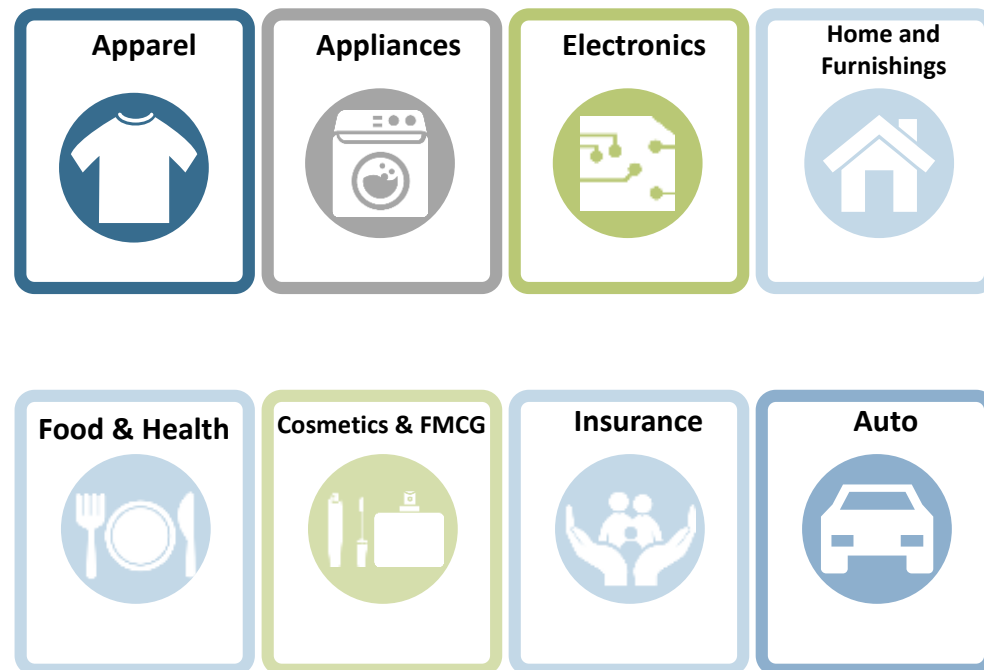 Apparel
Appliances
Electronics
Home and
Furnishings
Food & Health
Cosmetics & FMCG
Insurance
Auto